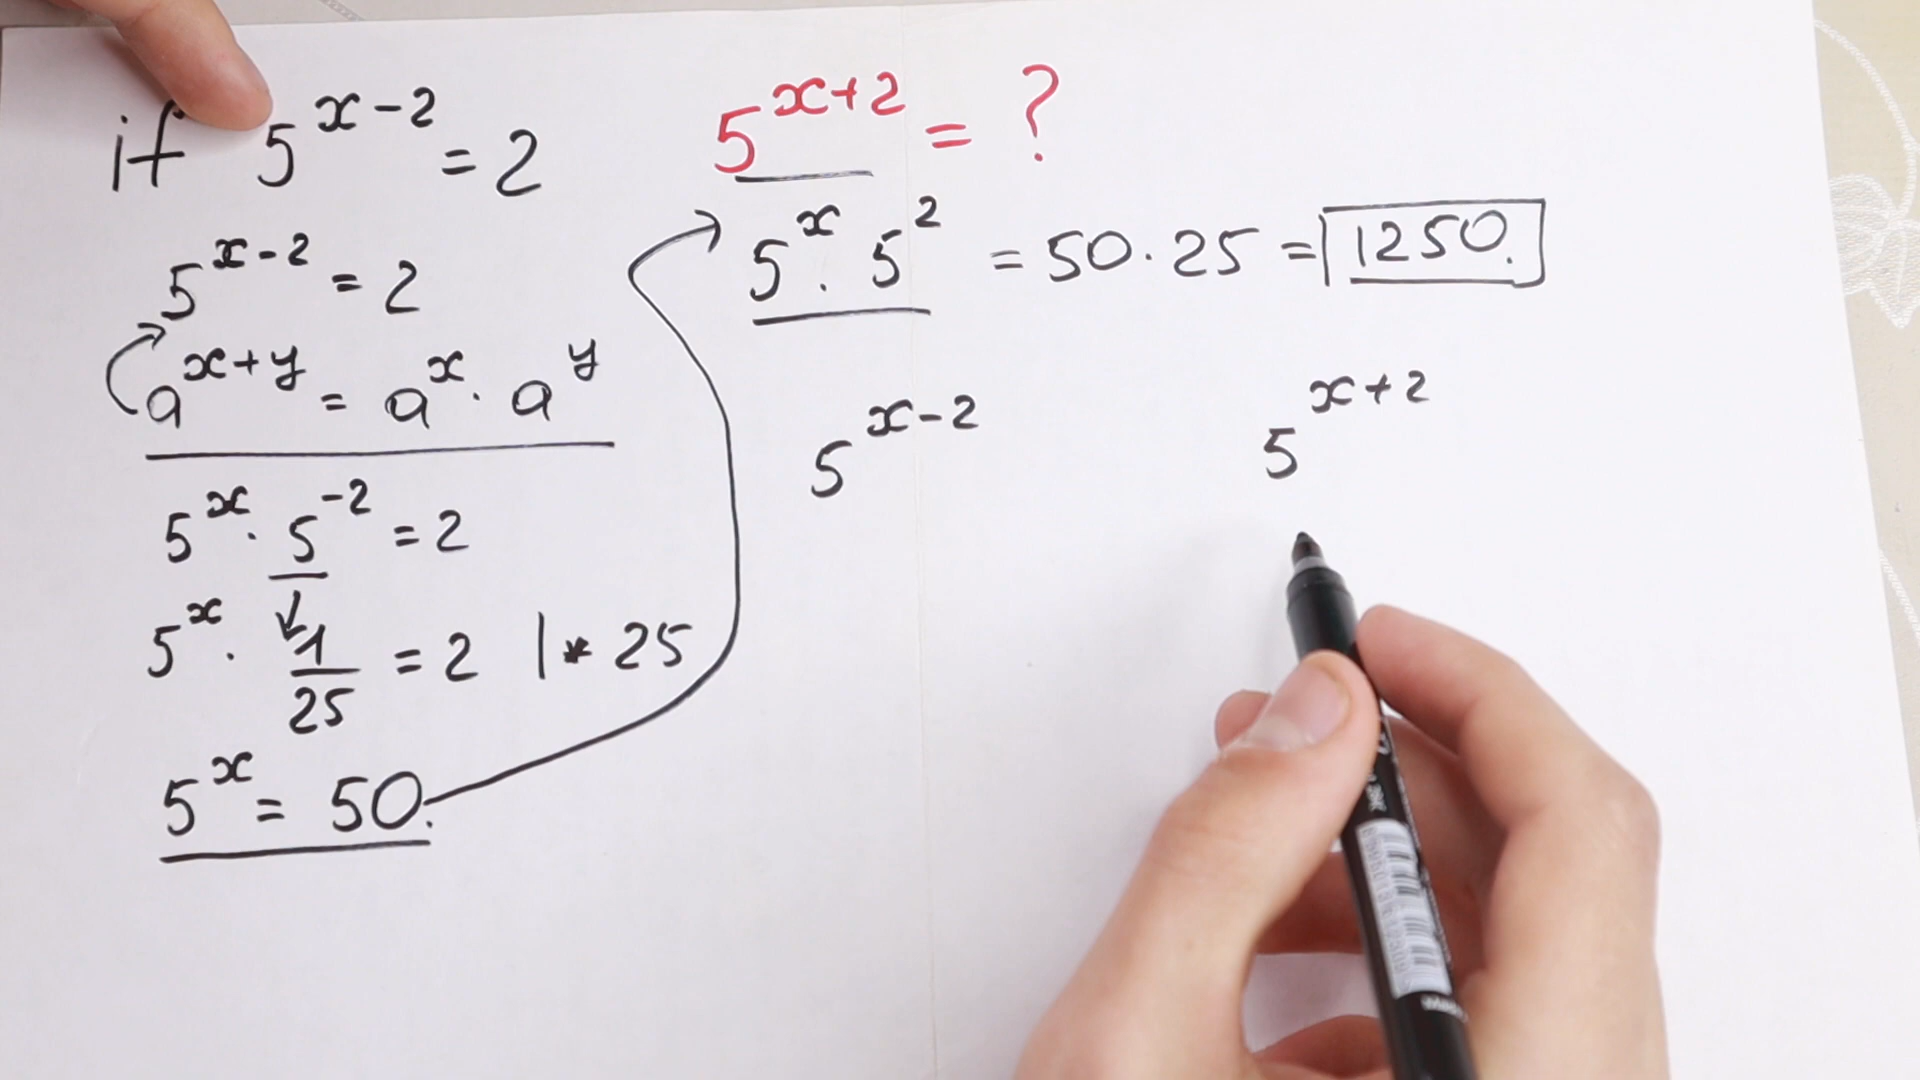 if 5^{x-2} = 2
5^{x-2} = 2
a^{x+y} = a^x · a^y
5^x · 5^{-2} = 2
5^x · 1/25 = 2 | * 25
5^x = 50.
5^{x+2} = ?
5^x · 5^2 = 50 · 25 = 1250.
5^{x-2} 5^{x+2}